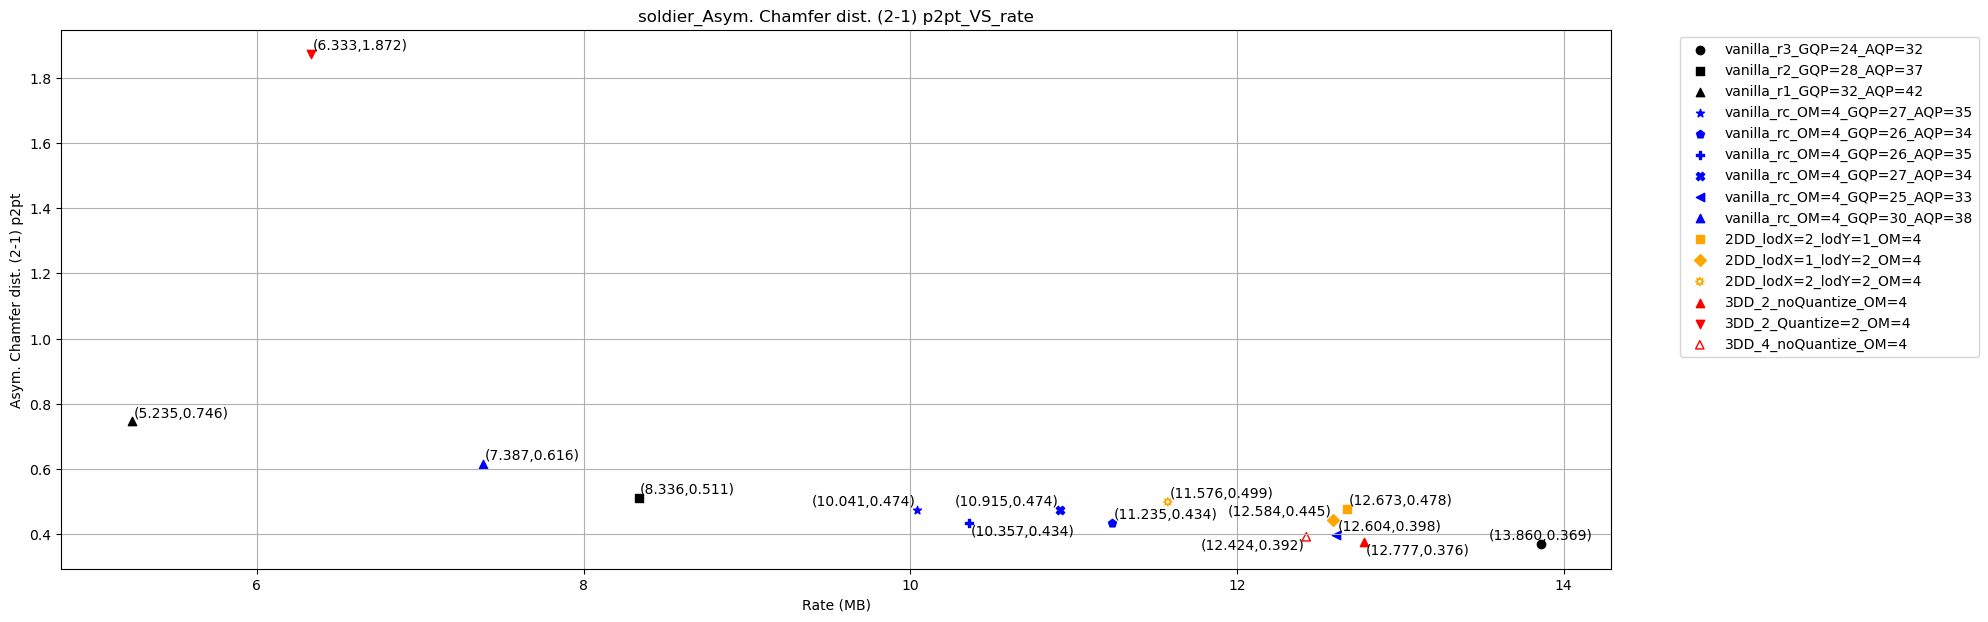 soldier_Asym. Chamfer dist. (2-1) p2pt_VS_rate
Asym. Chamfer dist. (2-1) p2pt
1.8
1.6
1.4
1.2
1.0
0.8
0.6
0.4
(6.333,1.872)
(5.235,0.746)
(7.387,0.616)
(8.336,0.511)
(10.041,0.474)
(10.357,0.434)
(10.915,0.474)
(11.235,0.434)
(11.576,0.499)
(12.584,0.445)
(12.673,0.478)
(12.604,0.398)
(12.424,0.392)
(12.777,0.376)
(13.860,0.369)
6
8
10
12
14
Rate (MB)
vanilla_r3_GQP=24_AQP=32
vanilla_r2_GQP=28_AQP=37
vanilla_r1_GQP=32_AQP=42
vanilla_rc_OM=4_GQP=27_AQP=35
vanilla_rc_OM=4_GQP=26_AQP=34
vanilla_rc_OM=4_GQP=26_AQP=35
vanilla_rc_OM=4_GQP=27_AQP=34
vanilla_rc_OM=4_GQP=25_AQP=33
vanilla_rc_OM=4_GQP=30_AQP=38
2DD_lodX=2_lodY=1_OM=4
2DD_lodX=1_lodY=2_OM=4
2DD_lodX=2_lodY=2_OM=4
3DD_2_noQuantize_OM=4
3DD_2_Quantize=2_OM=4
3DD_4_noQuantize_OM=4